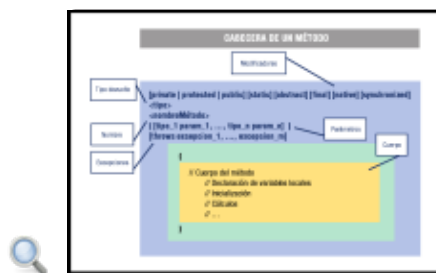 CABECERA DE UN MÉTODO
Modificadores
Tipo devuelto
[private | protected | public] [static] [abstract] [final] [native] [synchronized]
<tipo>
<nombreMétodo>
Nombre
( [tipo_1 param_1, ..., tipo_n param_n] )
Parámetros
[throws excepcion_1, ..., excepcion_m]
Excepciones
Cuerpo
{
// Cuerpo del método
// Declaración de variables locales
// Inicialización
// Cálculos
// ...
}